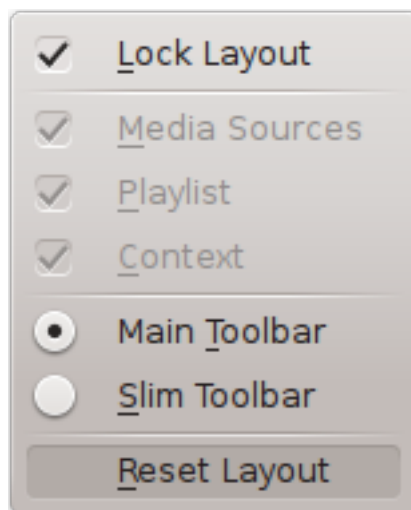 Lock Layout
Media Sources
Playlist
Context
Main Toolbar
Slim Toolbar
Reset Layout